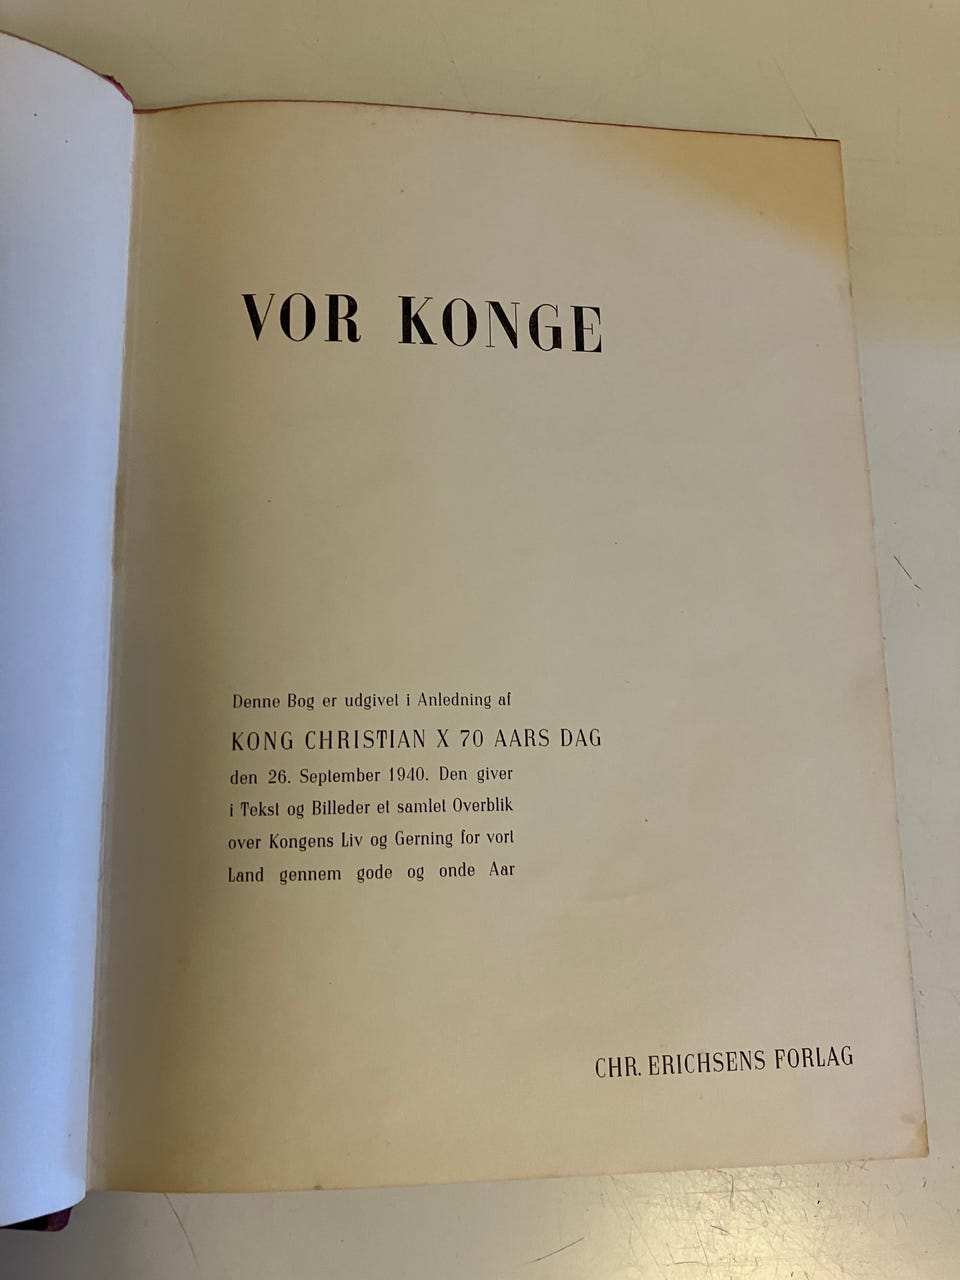 VOR KONGE
Denne Bog er udgivet i Anledning af
KONG CHRISTIAN X 70 AARS DAG
den 26. September 1940. Den giver
i Tekst og Billeder et samlet Overblik
over Kongens Liv og Gerning for vort
Land gennem gode og onde Aar
CHR. ERICHSENS FORLAG